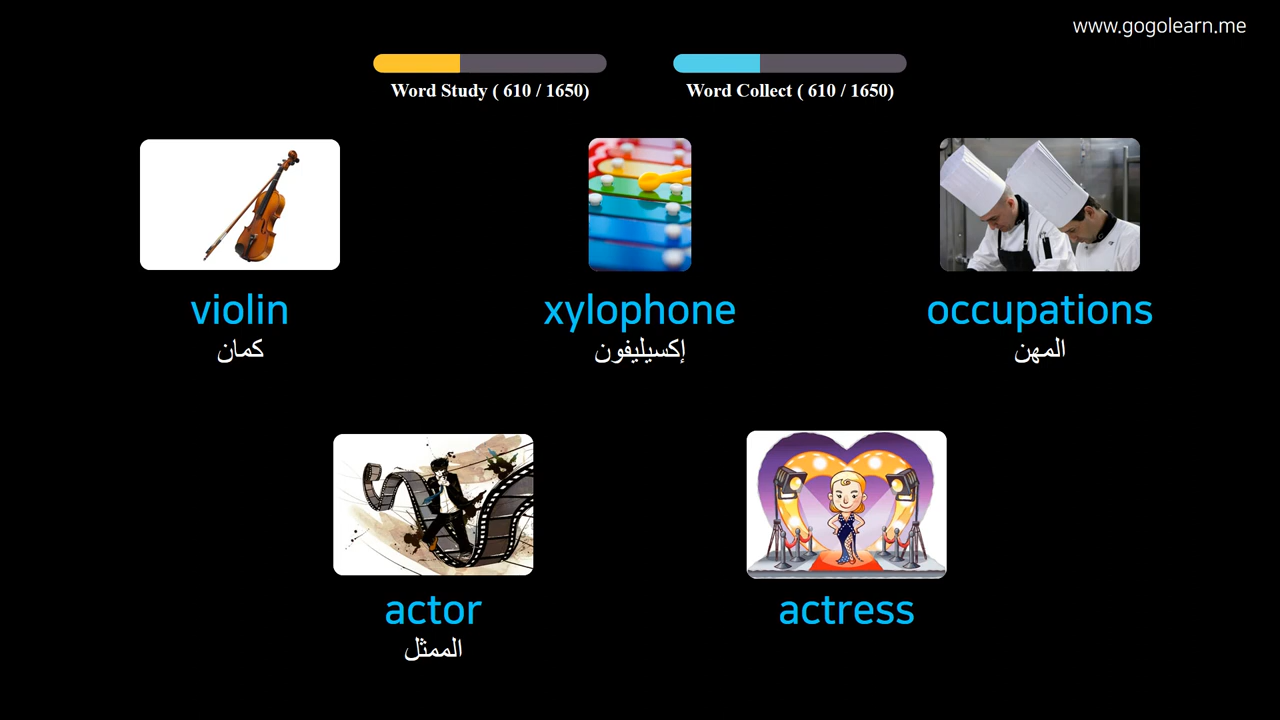 www.gogolearn.me
Word Study ( 610 / 1650)
Word Collect ( 610 / 1650)
violin
كمان
xylophone
إكسيليفون
occupations
المهن
actor
الممثل
actress